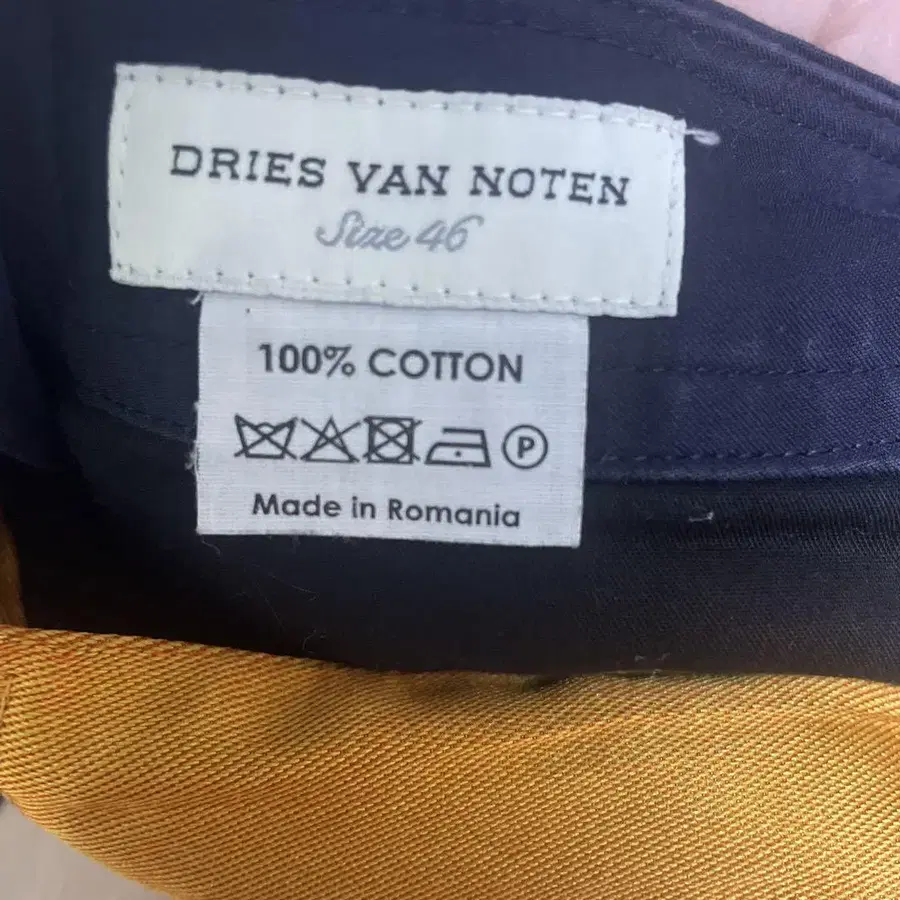 DRIES VAN NOTEN
Size 46
100% COTTON
P
Made in Romania